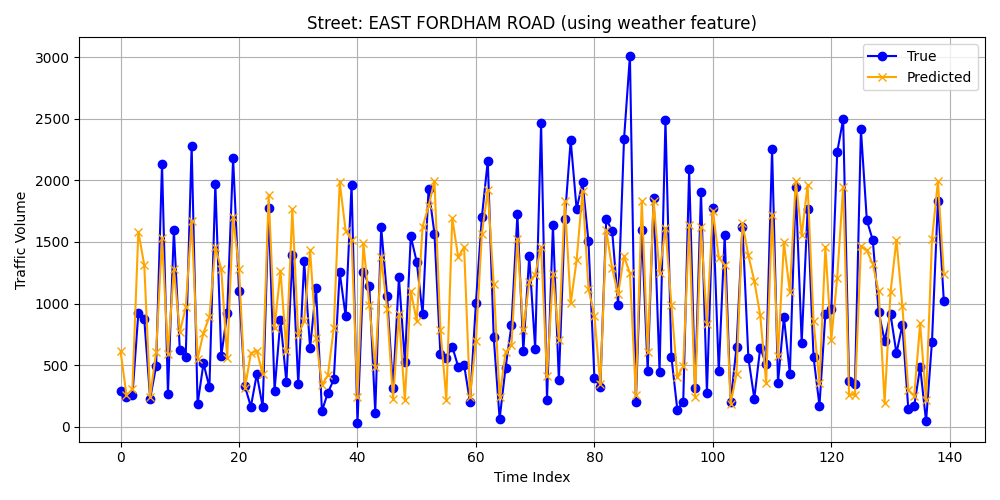 Street: EAST FORDHAM ROAD (using weather feature)
True
Predicted
Traffic Volume
3000
2500
2000
1500
1000
500
0
0 20 40 60 80 100 120 140
Time Index